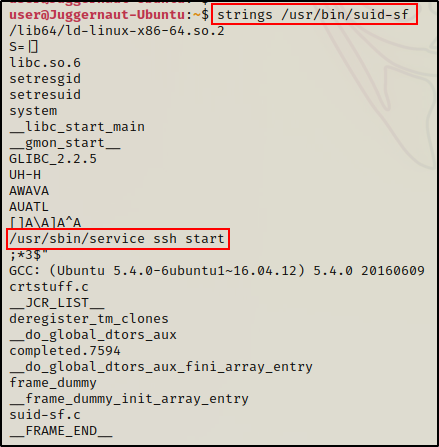 user@Juggernaut-Ubuntu:~$ strings /usr/bin/suid-sf
/lib64/ld-linux-x86-64.so.2
S=▯
libc.so.6
setresgid
setresuid
system
__libc_start_main
__gmon_start__
GLIBC_2.2.5
UH-H
AWAVA
AUATL
[]A\A]A^A
/usr/sbin/service ssh start
;*3$"
GCC: (Ubuntu 5.4.0-6ubuntu1~16.04.12) 5.4.0 20160609
crtstuff.c
__JCR_LIST__
deregister_tm_clones
__do_global_dtors_aux
completed.7594
__do_global_dtors_aux_fini_array_entry
frame_dummy
__frame_dummy_init_array_entry
suid-sf.c
__FRAME_END__